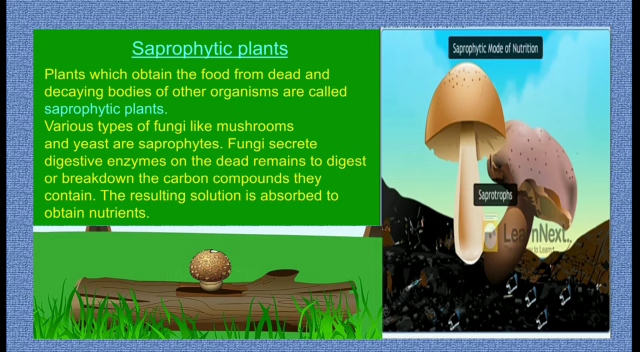 Saprophytic plants
Plants which obtain the food from dead and
decaying bodies of other organisms are called
saprophytic plants.
Various types of fungi like mushrooms
and yeast are saprophytes. Fungi secrete
digestive enzymes on the dead remains to digest
or breakdown the carbon compounds they
contain. The resulting solution is absorbed to
obtain nutrients.
Saprophytic Mode of Nutrition
Saprotrophs
LearnNext
to Learn